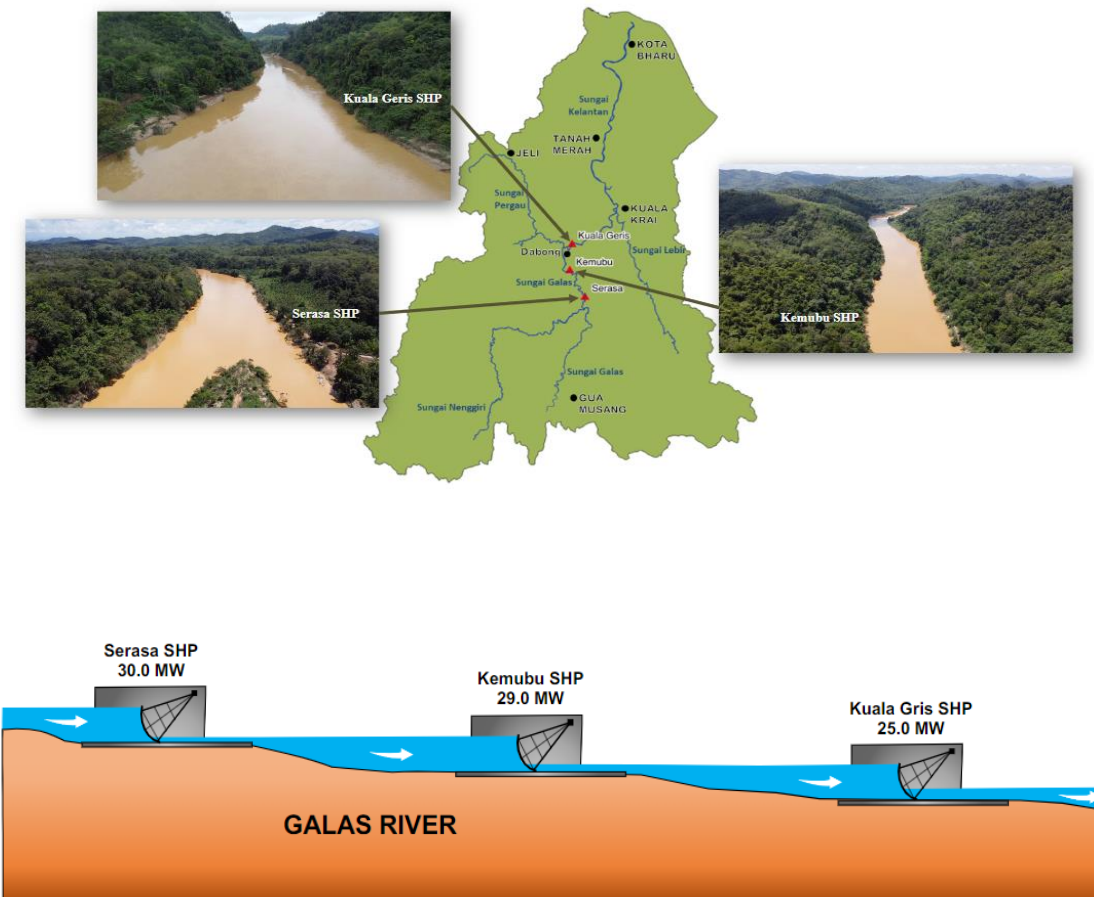 Kuala Geris SHP
KOTA
BHARU
Sungai
Kelantan
TANAH
MERAH
JELI
Sungai
Pergau
KUALA
KRAI
Kuala Geris
Dabong
Sungai Lebir
Kemubu
Sungai Galas
Serasa
Serasa SHP
Kemubu SHP
Sungai Galas
GUA
MUSANG
Sungai Nenggiri
Serasa SHP
30.0 MW
Kemubu SHP
29.0 MW
Kuala Gris SHP
25.0 MW
GALAS RIVER